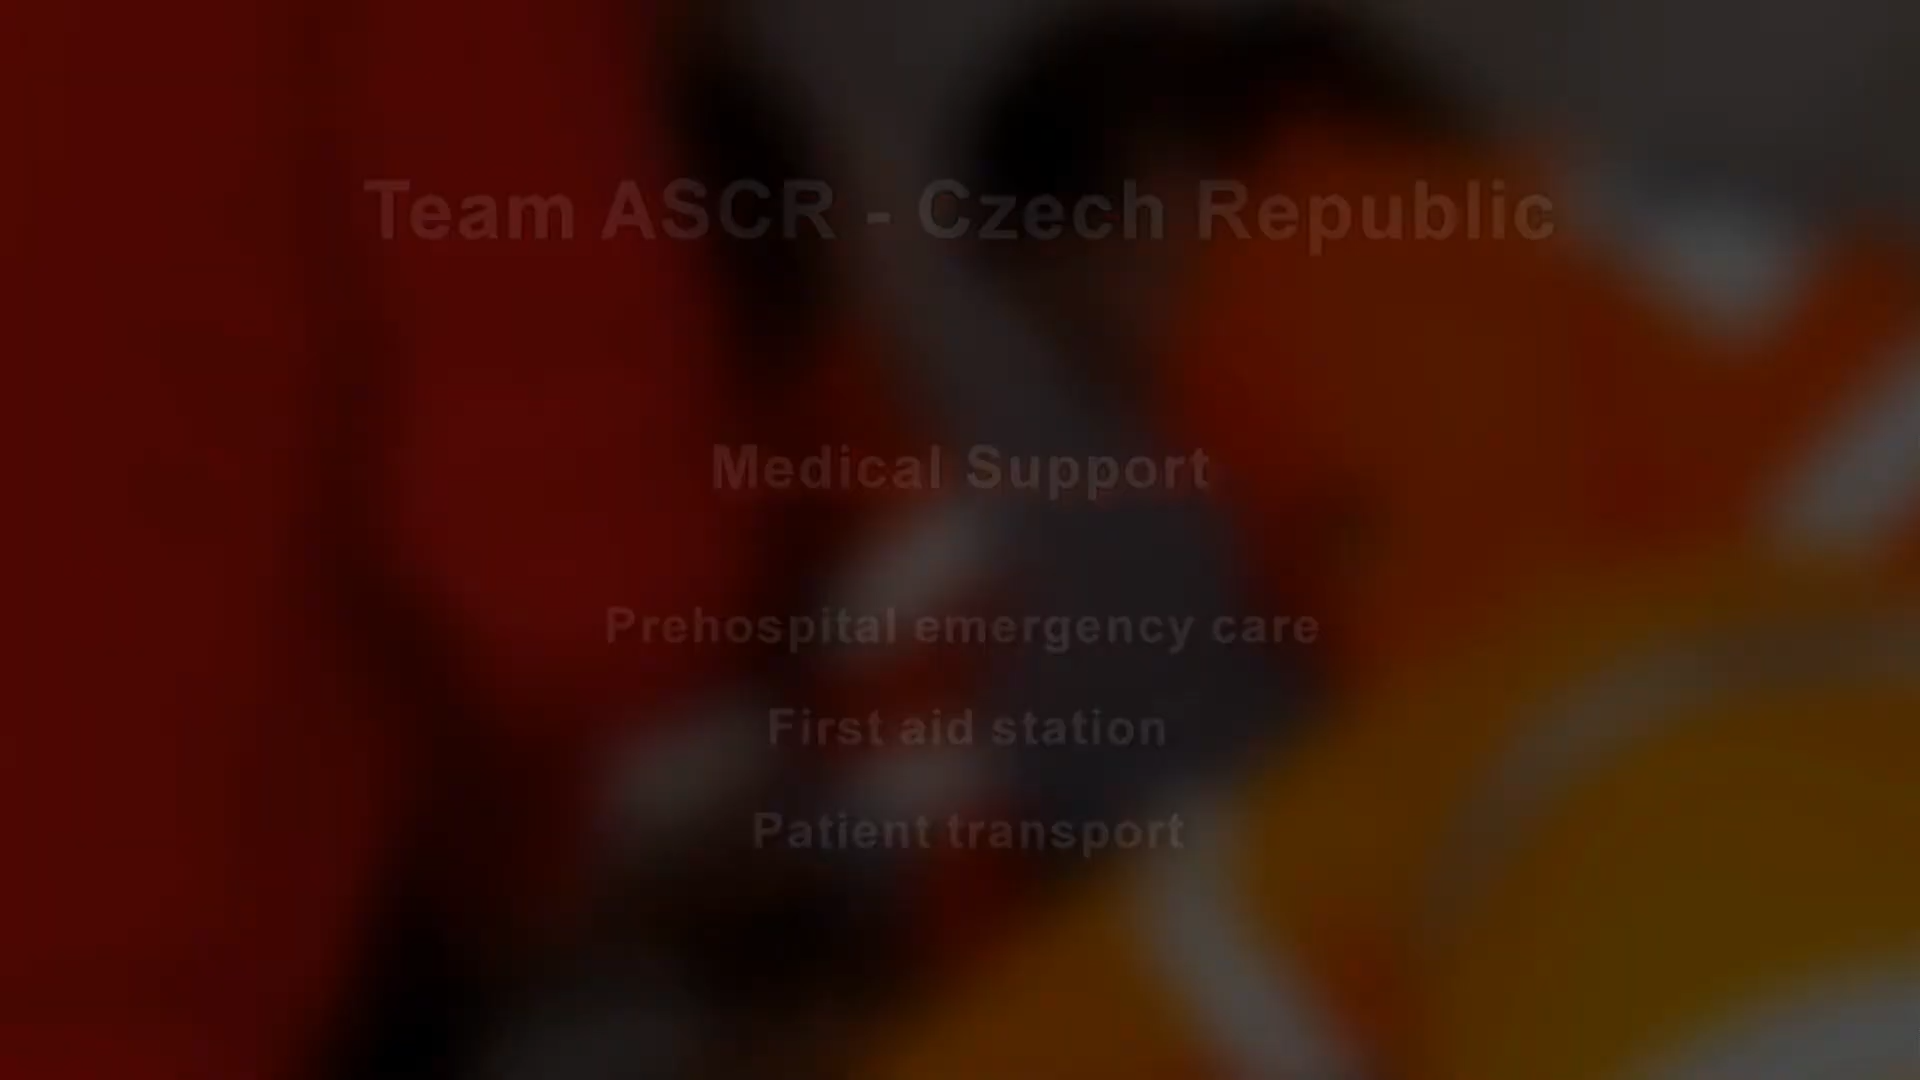 Team ASCR - Czech Republic
Medical Support
Prehospital emergency care
First aid station
Patient transport